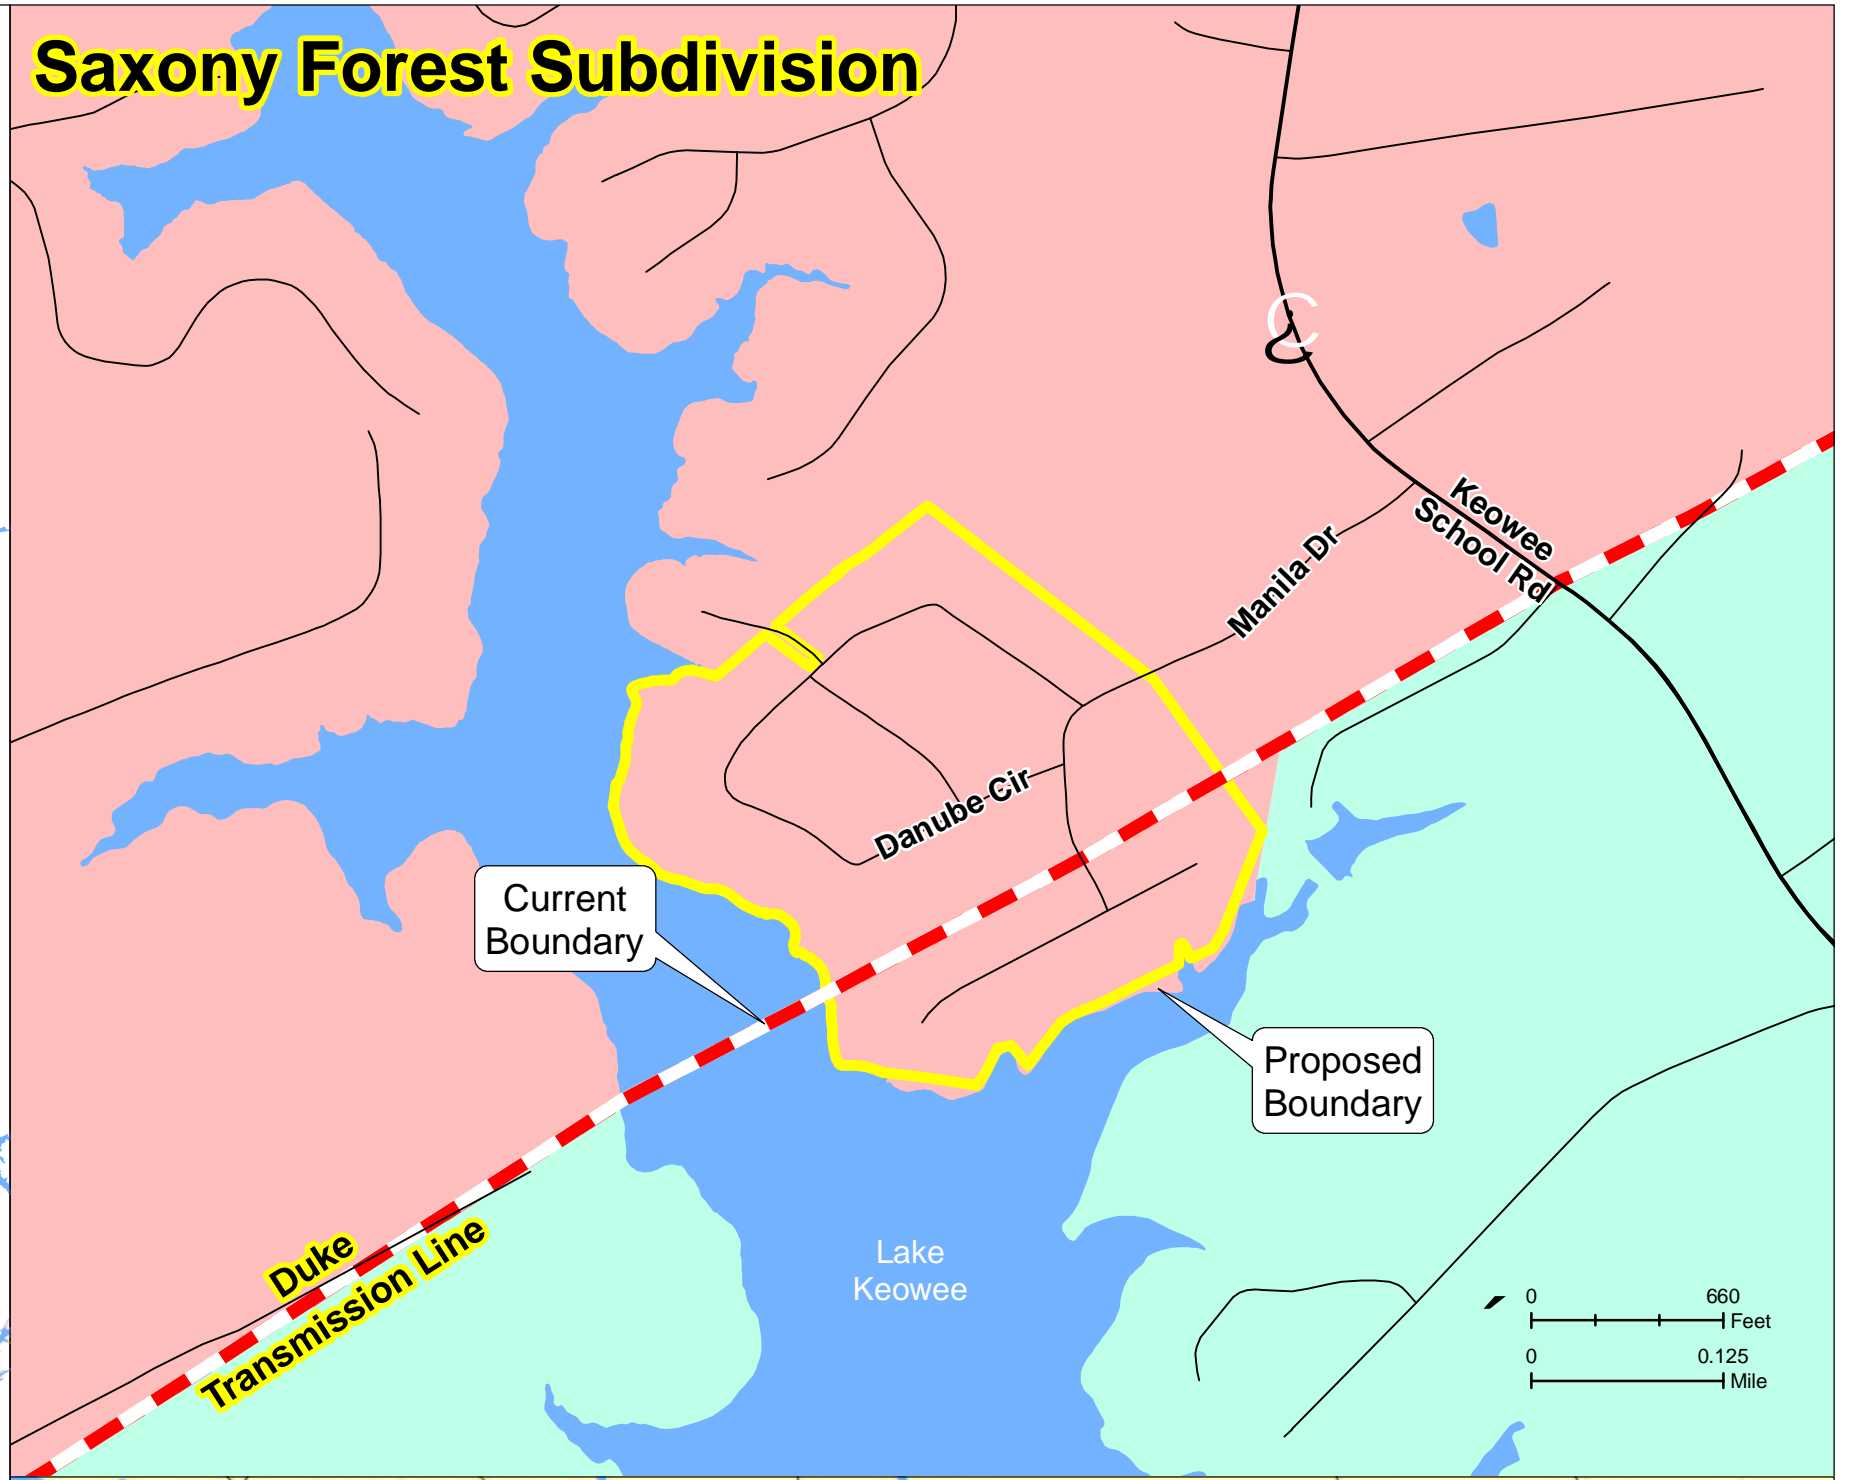 Saxony Forest Subdivision
Keowee
School Rd
Manila Dr
Danube Cir
Current
Boundary
Proposed
Boundary
Duke
Transmission Line
Lake
Keowee
0 660
Feet
0 0.125
Mile